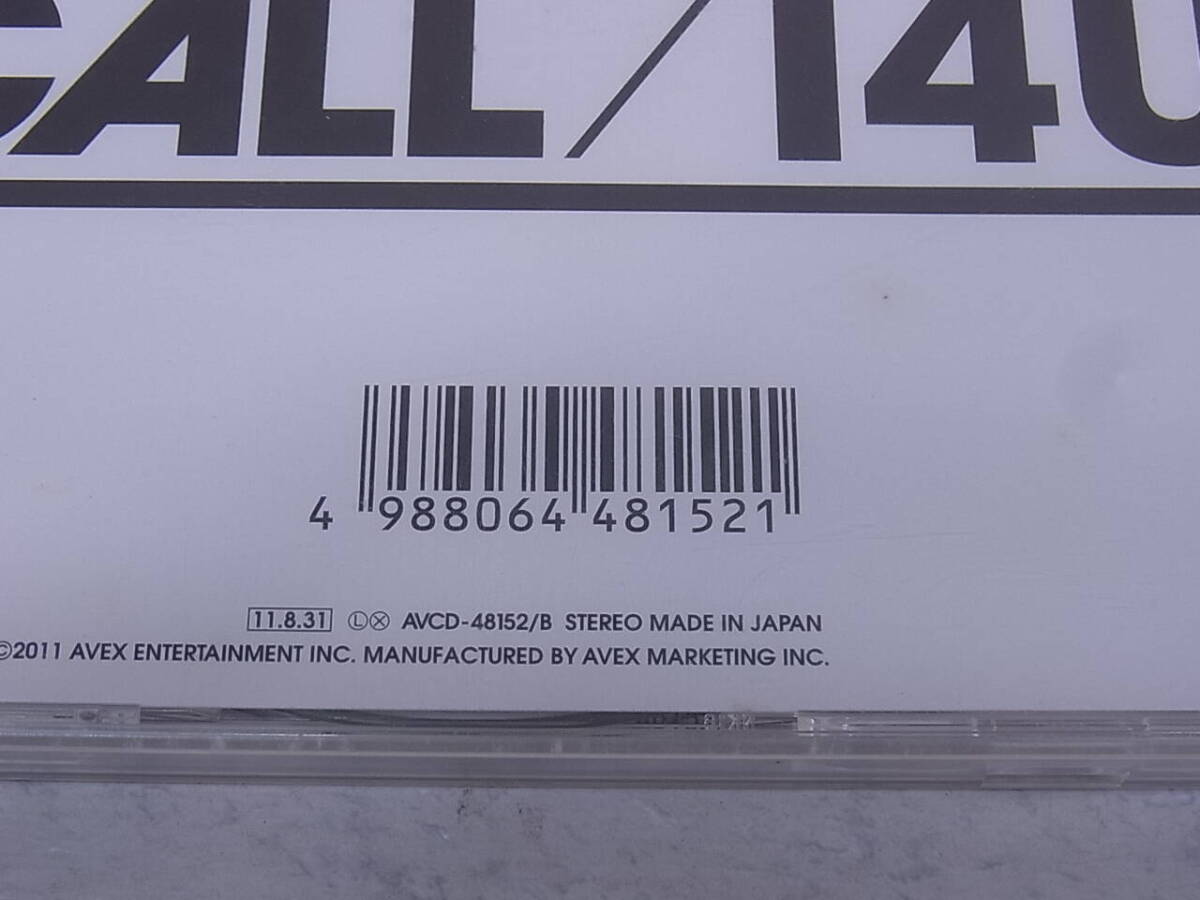 CALL/140
4 988064 481521
11.8.31 ⓁⓍ AVCD-48152/B STEREO MADE IN JAPAN
©2011 AVEX ENTERTAINMENT INC. MANUFACTURED BY AVEX MARKETING INC.